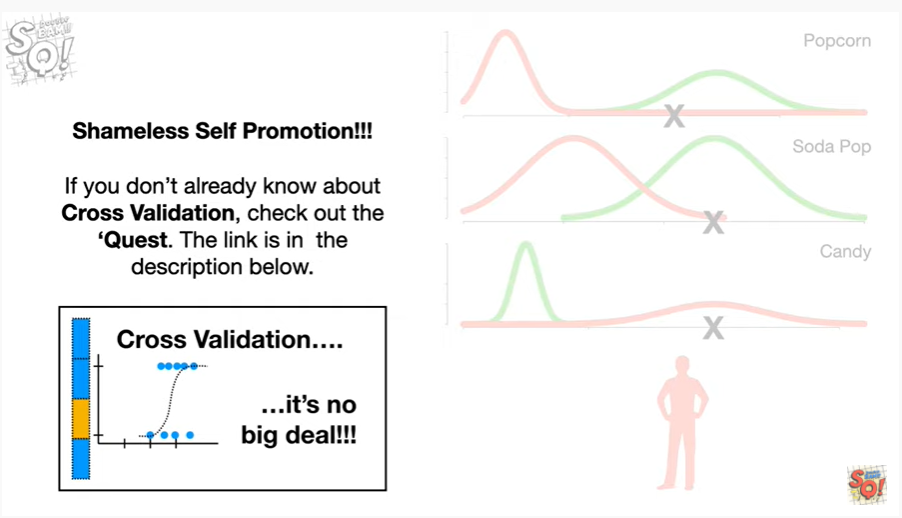 Shameless Self Promotion!!!
If you don't already know about
Cross Validation, check out the
'Quest. The link is in the
description below.
Cross Validation….
…it's no
big deal!!!
Popcorn
X
Soda Pop
X
Candy
X
SQ!